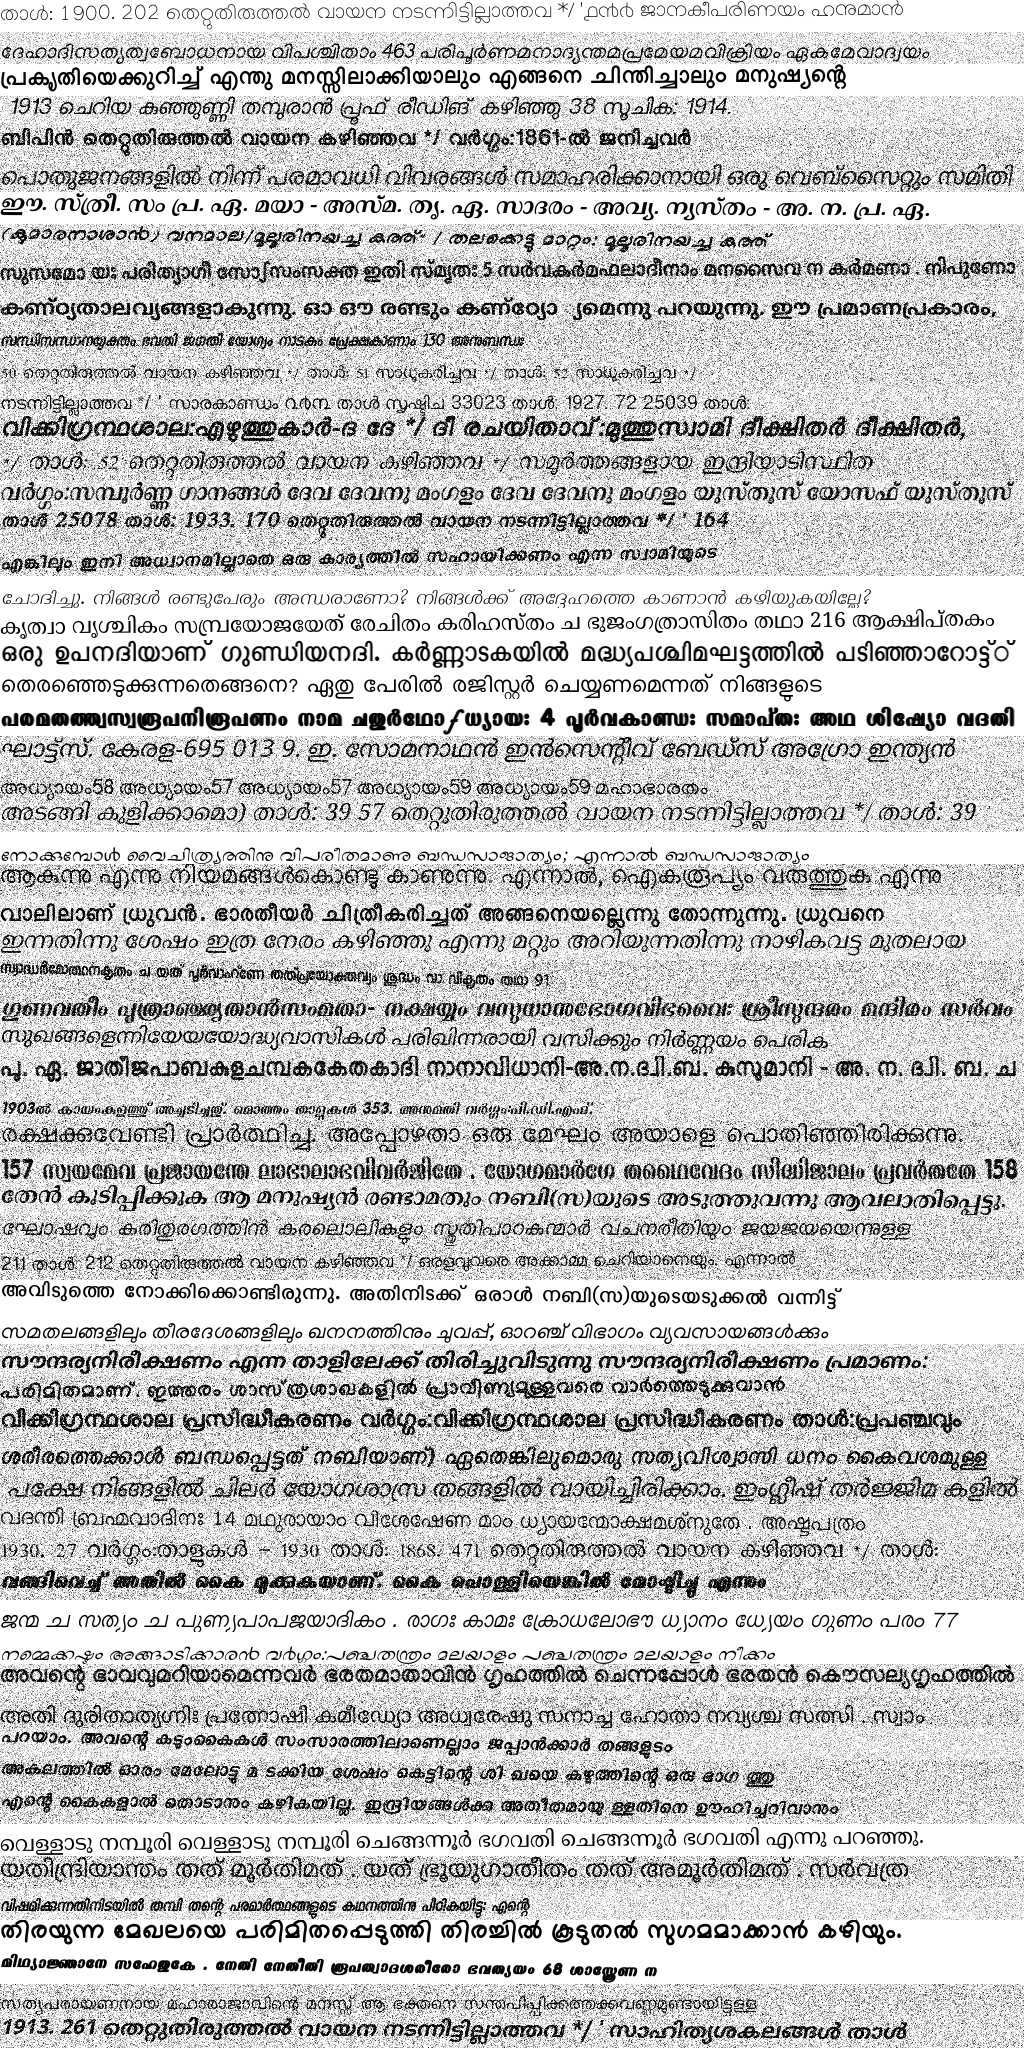 താൾ: 1900. 202 തെറ്റുതിരുത്തൽ വായന നടന്നിട്ടില്ലാത്തവ */ '൧ൻ൪൪ ജാനകീപരിണയം ഹനുമാൻ
ദേഹാദിസത്യത്വബോധനായ വിപശ്ചിതാം 463 പരിപൂർണമനാദ്യന്തമപ്രമേയമവിക്രിയം ഏകമേവാദ്വയം
പ്രകൃതിയെക്കുറിച്ച് എന്തു മനസ്സിലാക്കിയാലും എങ്ങനെ ചിന്തിച്ചാലും മനുഷ്യന്റെ
1913 ചെറിയ കുഞ്ഞുണ്ണി തമ്പുരാൻ പ്രൂഫ് റീഡിങ് കഴിഞ്ഞു 38 സൂചിക: 1914.
ബിപിൻ തെറ്റുതിരുത്തൽ വായന കഴിഞ്ഞവ */ വർഗ്ഗം:1861-ൽ ജനിച്ചവർ
പൊതുജനങ്ങളിൽ നിന്ന് പരമാവധി വിവരങ്ങൾ സമാഹരിക്കാനായി ഒരു വെബ്സൈറ്റും സമിതി
ഈ. സ്ത്രി. സം പ്ര. ഏ. മയാ - അസ്മ. തൃ. ഏ. സാദരം - അവ്യ. ന്യസ്തം - അ. ന. പ്ര. ഏ.
(കുമാരനാശാൻ) വനമാല/മൂലൂരിനയച്ച കത്ത് / തലക്കെട്ടു മാറ്റം: മൂലൂരിനയച്ച കത്ത്
സുസമോ യഃ പരിത്യാഗീ സോഽസംസക്ത ഇതി സ്മൃതഃ 5 സർവകർമഫലാദീനാം മനസൈവ ന കർമണാ . നിപുണോ
കണ്ഠ്യതാലവ്യങ്ങളാകുന്നു. ഓ ഔ രണ്ടും കണ്ഠ്യോ ്യമെന്നു പറയുന്നു. ഈ പ്രമാണപ്രകാരം,
സന്ധിസന്ധാനയുക്തം ഭവതി ജഗതി യോഗ്യം നാടകം പ്രേക്ഷകാണാം 130 അനുബന്ധഃ
50 തെറ്റുതിരുത്തൽ വായന കഴിഞ്ഞവ */ താൾ: 51 സാധൂകരിച്ചവ */ താൾ: 52 സാധൂകരിച്ചവ */
നടന്നിട്ടില്ലാത്തവ */ ' സാരകാണ്ഡം ൨൪൩ താൾ സൃഷ്ടിച 33023 താൾ: 1927. 72 25039 താൾ:
വിക്കിഗ്രന്ഥശാല:എഴുത്തുകാർ-ദ ദേ */ ദീ രചയിതാവ്:മുത്തുസ്വാമി ദീക്ഷിതർ ദീക്ഷിതർ,
*/ താൾ: 52 തെറ്റുതിരുത്തൽ വായന കഴിഞ്ഞവ */ സമൂർത്തങ്ങളായ ഇന്ദ്രിയാടിസ്ഥിത
വർഗ്ഗം:സമ്പൂർണ്ണ ഗാനങ്ങൾ ദേവ ദേവനു മംഗളം ദേവ ദേവനു മംഗളം യുസ്തുസ് യോസഫ് യുസ്തുസ്
താൾ 25078 താൾ: 1933. 170 തെറ്റുതിരുത്തൽ വായന നടന്നിട്ടില്ലാത്തവ */ ' 164
എങ്കിലും ഇനി അധ്വാനമില്ലാതെ ഒരു കാര്യത്തിൽ സഹായിക്കണം എന്ന സ്വാമിയുടെ
ചോദിച്ചു. നിങ്ങൾ രണ്ടുപേരും അന്ധരാണോ? നിങ്ങൾക്ക് അദ്ദേഹത്തെ കാണാൻ കഴിയുകയില്ലേ?
കൃത്വാ വൃശ്ചികം സമ്പ്രയോജയേത് രേചിതം കരിഹസ്തം ച ഭുജംഗത്രാസിതം തഥാ 216 ആക്ഷിപ്തകം
ഒരു ഉപനദിയാണ് ഗുണ്ഡിയനദി. കർണ്ണാടകയിൽ മദ്ധ്യപശ്ചിമഘട്ടത്തിൽ പടിഞ്ഞാറോട്ട്
തെരഞ്ഞെടുക്കുന്നതെങ്ങനെ? ഏതു പേരിൽ രജിസ്റ്റർ ചെയ്യണമെന്നത് നിങ്ങളുടെ
പരമതത്ത്വസ്വരൂപനിരൂപണം നാമ ചതുർഥോഽധ്യായഃ 4 പൂർവകാണ്ഡഃ സമാപ്തഃ അഥ ശിഷ്യോ വദതി
ഘാട്ട്സ്. കേരള-695 013 9. ഇ. സോമനാഥൻ ഇൻസെന്റീവ് ബേഡ്സ് അഗ്രോ ഇന്ത്യൻ
അധ്യായം58 അധ്യായം57 അധ്യായം57 അധ്യായം59 അധ്യായം59 മഹാഭാരതം
അടങ്ങി കുളിക്കാമൊ) താൾ: 39 57 തെറ്റുതിരുത്തൽ വായന നടന്നിട്ടില്ലാത്തവ */ താൾ: 39
നോക്കുമ്പോൾ വൈചിത്ര്യത്തിനു വിപരീതമാണു ബന്ധസാജാത്യം; എന്നാൽ ബന്ധസാജാത്യം
ആകുന്നു എന്നു നിയമങ്ങൾകൊണ്ടു കാണുന്നു. എന്നാൽ, ഐകരൂപ്യം വരുത്തുക എന്നു
വാലിലാണ് ധ്രുവൻ. ഭാരതീയർ ചിത്രീകരിച്ചത് അങ്ങനെയല്ലെന്നു തോന്നുന്നു. ധ്രുവനെ
ഇന്നതിന്നു ശേഷം ഇത്ര നേരം കഴിഞ്ഞു എന്നു മറ്റും അറിയുന്നതിന്നു നാഴികവട്ട മുതലായ
സ്വാദ്ധർമോത്ഥാനകൃതം ച യത് പൂർവാഹ്ണേ തത്പ്രയോക്തവ്യം ശുദ്ധം വാ വികൃതം തഥാ 91
ഗുണവതീം പുത്രാഞ്ച്രുതാൻസംമതാ- നക്ഷയ്യം വസുധാന്തഭോഗവിഭവൈഃ ശ്രീസുന്ദരം മന്ദിരം സർവം
സുഖങ്ങളെന്നിയേയയോദ്ധ്യവാസികൾ പരിഖിന്നരായി വസിക്കും നിർണ്ണയം പെരിക
പു. ഏ. ജാതീജപാബകുളചമ്പകകേതകാദി നാനാവിധാനി-അ.ന.ദ്വി.ബ. കുസുമാനി - അ. ന. ദ്വി. ബ. ച
1903ൽ കായംകുളത്തു് അച്ചടിച്ചതു്. മൊത്തം താളുകൾ 353. അനുമതി വർഗ്ഗം:പി.ഡി.എഫ്.
രക്ഷക്കുവേണ്ടി പ്രാർത്ഥിച്ചു. അപ്പോഴതാ ഒരു മേഘം അയാളെ പൊതിഞ്ഞിരിക്കുന്നു.
157 സ്വയമേവ പ്രജായന്തേ ലാഭാലാഭവിവർജിതേ . യോഗമാർഗേ തഥൈവേദം സിദ്ധിജാലം പ്രവർതതേ 158
തേൻ കുടിപ്പിക്കുക ആ മനുഷ്യൻ രണ്ടാമതും നബി(സ)യുടെ അടുത്തുവന്നു ആവലാതിപ്പെട്ടു.
ഘോഷവും കരിതുരഗത്തിൻ കരഖൊലികളും സ്തുതിപാഠകന്മാർ വചനരീതിയും ജയജയയെന്നുള്ള
211 താൾ: 212 തെറ്റുതിരുത്തൽ വായന കഴിഞ്ഞവ */ ഒരളവുവരെ അക്കാമ്മ ചെറിയാനെയും. എന്നാൽ
അവിടുത്തെ നോക്കിക്കൊണ്ടിരുന്നു. അതിനിടക്ക് ഒരാൾ നബി(സ)യുടെയടുക്കൽ വന്നിട്ട്
സമതലങ്ങളിലും തീരദേശങ്ങളിലും ഖനനത്തിനും ചുവപ്പ്, ഓറഞ്ച് വിഭാഗം വ്യവസായങ്ങൾക്കും
സൗന്ദര്യനിരീക്ഷണം എന്ന താളിലേക്ക് തിരിച്ചുവിടുന്നു സൗന്ദര്യനിരീക്ഷണം പ്രമാണം:
പരിമിതമാണ്. ഇത്തരം ശാസ്ത്രശാഖകളിൽ പ്രാവീണ്യമുള്ളവരെ വാർത്തെടുക്കുവാൻ
വിക്കിഗ്രന്ഥശാല പ്രസിദ്ധീകരണം വർഗ്ഗം:വിക്കിഗ്രന്ഥശാല പ്രസിദ്ധീകരണം താൾ:പ്രപഞ്ചവും
ശരീരത്തെക്കാൾ ബന്ധപ്പെട്ടത് നബിയാണ്) ഏതെങ്കിലുമൊരു സത്യവിശ്വാസി ധനം കൈവശമുള്ള
പക്ഷേ നിങ്ങളിൽ ചിലർ യോഗശാസ്ത്ര തങ്ങളിൽ വായിച്ചിരിക്കാം. ഇംഗ്ലീഷ് തർജ്ജിമ കളിൽ
വദന്തി ബ്രഹ്മവാദിനഃ 14 മഥുരായാം വിശേഷേണ മാം ധ്യായന്മോക്ഷമശ്നുതേ . അഷ്ടപത്രം
1930. 27 വർഗ്ഗം:താളുകൾ – 1930 താൾ: 1868. 471 തെറ്റുതിരുത്തൽ വായന കഴിഞ്ഞവ */ താൾ:
വങ്ങിവെച്ച് അതിൽ കൈ മുക്കുകയാണ്. കൈ പൊള്ളിയെങ്കിൽ മോഷ്ടിച്ചു എന്നും
ജന്മ ച സത്യം ച പുണ്യപാപജയാദികം . രാഗഃ കാമഃ ക്രോധലോഭൗ ധ്യാനം ധ്യേയം ഗുണം പരം 77
നമ്മെക്കൂടും അങ്ങാടിക്കാരൻ വർഗ്ഗം:പഞ്ചതന്ത്രം മലയാളം പഞ്ചതന്ത്രം മലയാളം നീക്കം
അവന്റെ ഭാവവുമറിയാമെന്നവർ ഭരതമാതാവിൻ ഗൃഹത്തിൽ ചെന്നപ്പോൾ ഭരതൻ കൌസല്യഗൃഹത്തിൽ
അതി ദുരിതാത്യഗ്നിഃ പ്രത്നോഷി കമീഡ്യോ അധ്വരേഷു സനാച്ച ഹോതാ നവ്യശ്ച സത്സി . സ്വാം
പറയാം. അവന്റെ കടുംകൈകൾ സംസാരത്തിലാണെല്ലാം ജപ്പാൻക്കാർ തങ്ങളുടം
അകലത്തിൽ ഓരം മേലോട്ടു മ ടക്കിയ ശേഷം കെട്ടിന്റെ ശി ഖയെ കഴുത്തിന്റെ ഒരു ഭാഗ ത്തു
എന്റെ കൈകളാൽ തൊടാനും കഴികയില്ല. ഇന്ദ്രിയങ്ങൾക്കു അതീതമായു ള്ളതിനെ ഊഹിച്ചറിവാനും
വെള്ളാടു നമ്പൂരി വെള്ളാടു നമ്പൂരി ചെങ്ങന്നൂർ ഭഗവതി ചെങ്ങന്നൂർ ഭഗവതി എന്നു പറഞ്ഞു.
യതിന്ദ്രിയാന്തം തത് മൂർതിമത് . യത് ഭ്രൂയുഗാതീതം തത് അമൂർതിമത് . സർവത്ര
വിഷമിക്കുന്നതിനിടയിൽ തമ്പി തന്റെ പരമാർത്ഥങ്ങളുടെ കഥനത്തിനു പീഠികയിട്ടു: എന്റെ
തിരയുന്ന മേഖലയെ പരിമിതപ്പെടുത്തി തിരച്ചിൽ കൂടുതൽ സുഗമമാക്കാൻ കഴിയും.
മിഥ്യാജ്ഞാനേ സഹേതുകേ . നേതി നേതീതി രൂപത്വാദശരീരോ ഭവത്യയം 68 ശാസ്ത്രേണ ന
സത്യപരായണനായ മഹാരാജാവിന്റെ മനസ്സ് ആ ഭക്തനെ സന്തപിപ്പിക്കത്തക്കവണ്ണമുണ്ടായിട്ടുള്ള
1913. 261 തെറ്റുതിരുത്തൽ വായന നടന്നിട്ടില്ലാത്തവ */ ' സാഹിത്യശകലങ്ങൾ താൾ